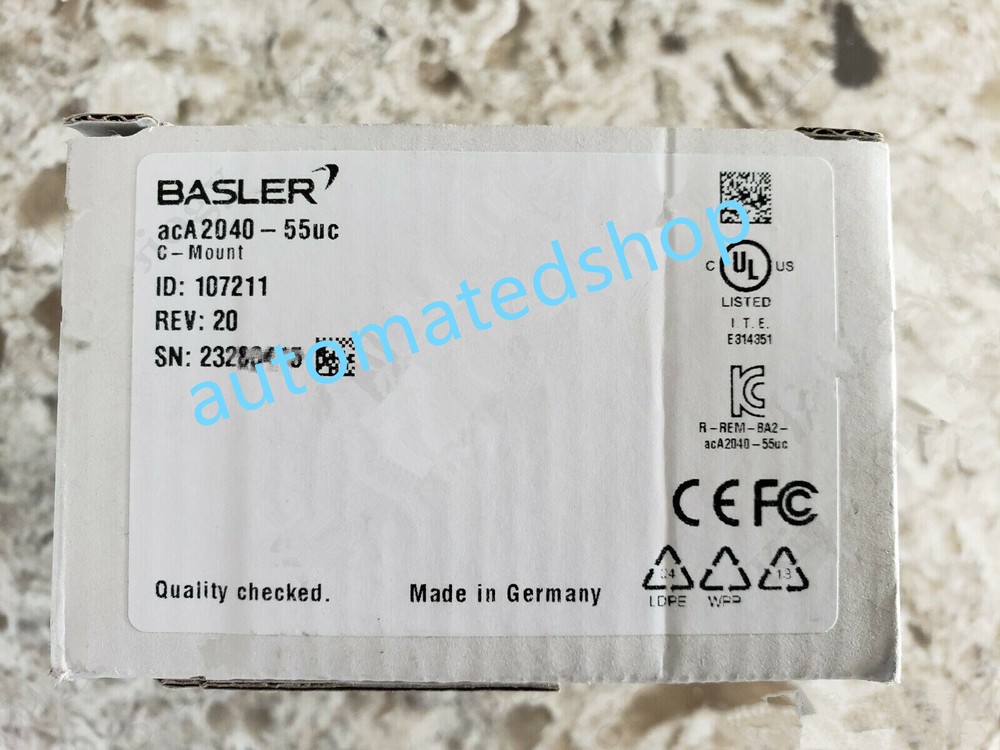 BASLER
acA2040-55uc
C-Mount
ID: 107211
REV: 20
SN:
automatedshop
C UL US
LISTED
I.T.E.
E314351
R-REM-BA2-
acA2040-55uc
CE FC
LDPE
Quality checked.
Made in Germany